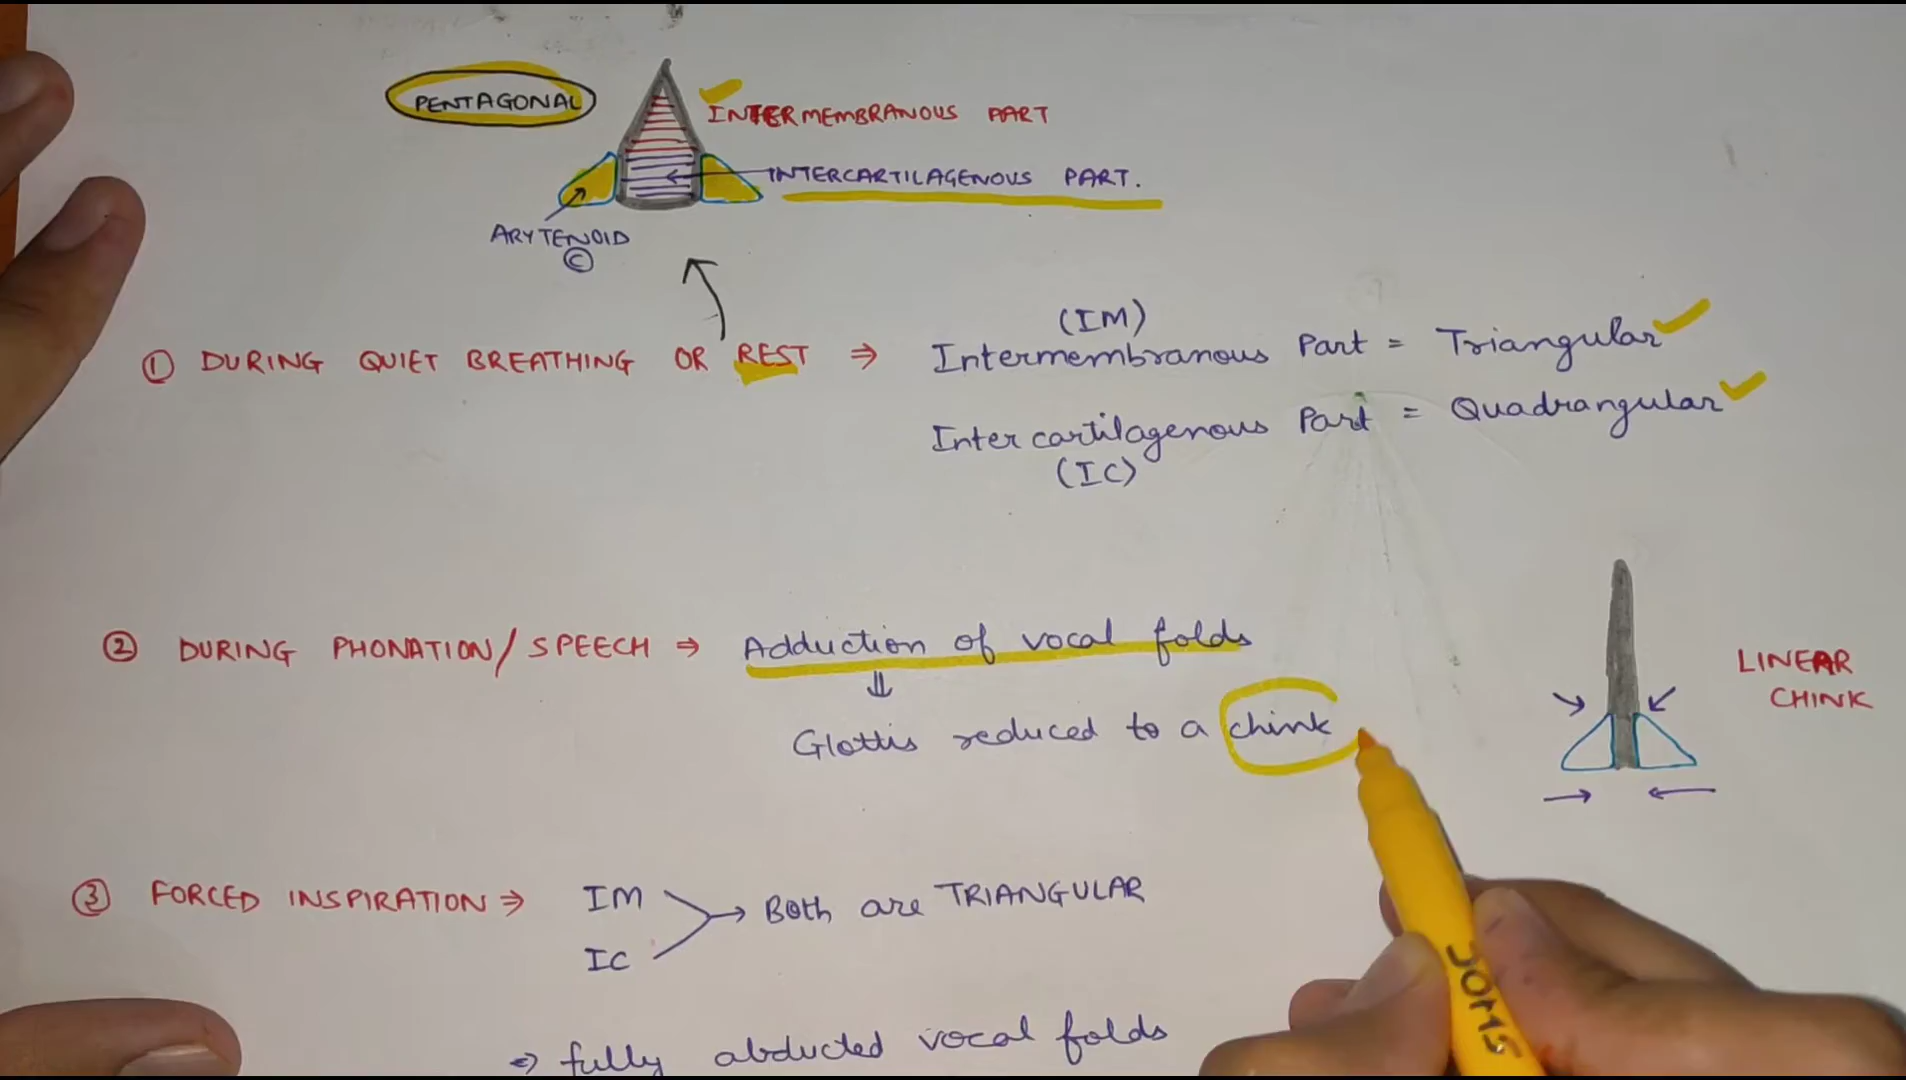 PENTAGONAL
INTERMEMBRANOUS PART
INTERCARTILAGENOUS PART.
ARYTENOID
©
(IM)
① DURING QUIET BREATHING OR REST ⇒ Intermembranous Part = Triangular
Inter cartilagenous Part = Quadrangular
(IC)
② DURING PHONATION/SPEECH ⇒ Adduction of vocal folds
⇓
Glottis reduced to a chink
LINEAR
CHINK
③ FORCED INSPIRATION ⇒ IM
IC
→ Both are TRIANGULAR
⇒ fully abducted vocal folds
JOMS